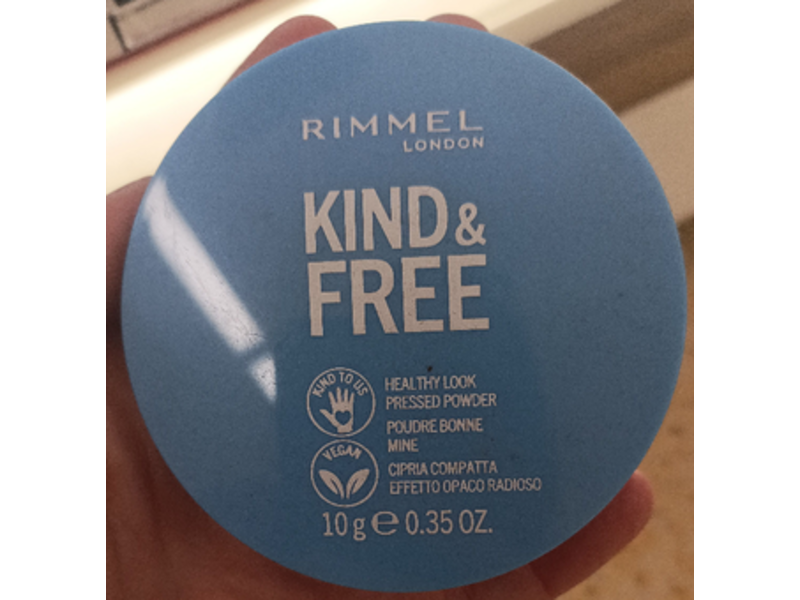 RIMMEL
LONDON
KIND &
FREE
KIND TO US
HEALTHY LOOK
PRESSED POWDER
POUDRE BONNE
MINE
VEGAN
CIPRIA COMPATTA
EFFETTO OPACO RADIOSO
10 g e 0.35 OZ.